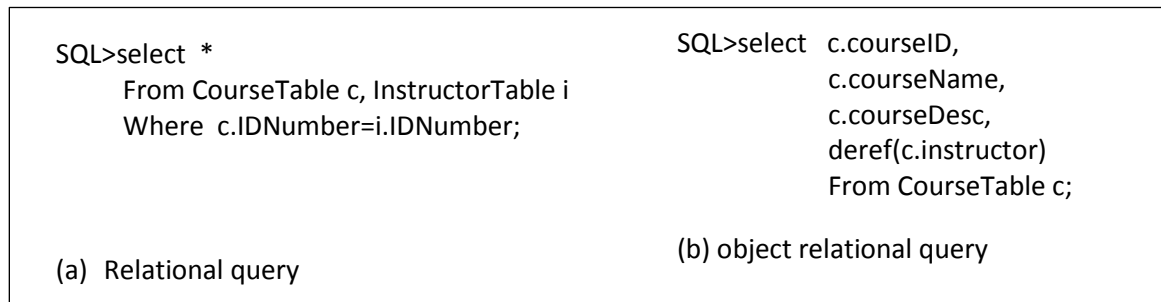 SQL>select *
From CourseTable c, InstructorTable i
Where c.IDNumber=i.IDNumber;
(a) Relational query
SQL>select c.courseID,
c.courseName,
c.courseDesc,
deref(c.instructor)
From CourseTable c;
(b) object relational query